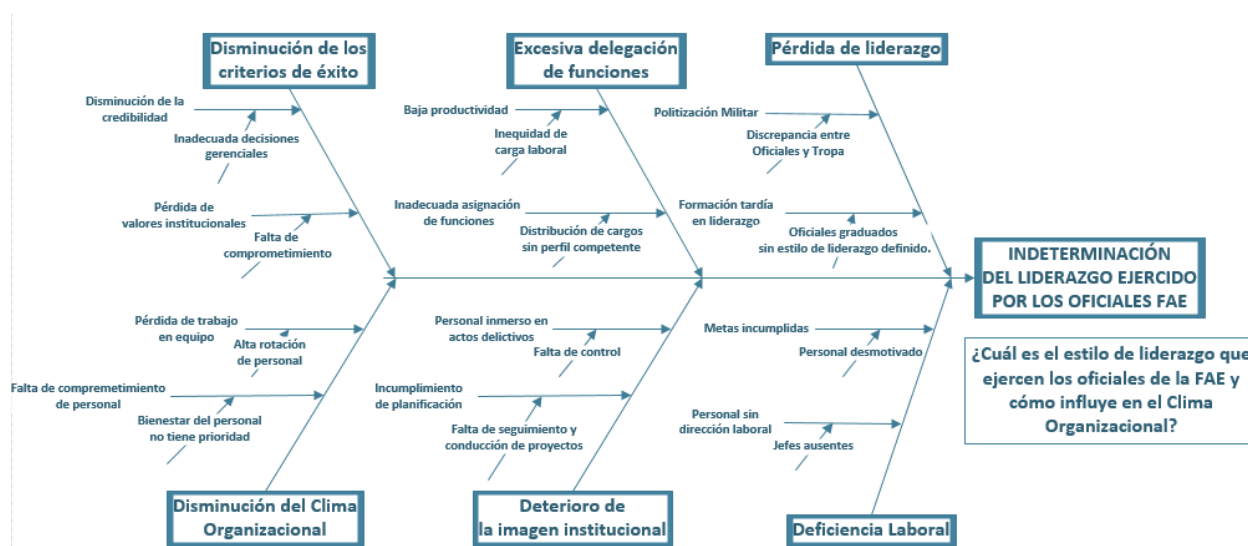 Disminución de los
criterios de éxito
Excesiva delegación
de funciones
Pérdida de liderazgo
Disminución de la
credibilidad
Inadecuada decisiones
gerenciales
Pérdida de
valores institucionales
Falta de
comprometimiento
Baja productividad
Inequidad de
carga laboral
Inadecuada asignación
de funciones
Distribución de cargos
sin perfil competente
Politización Militar
Discrepancia entre
Oficiales y Tropa
Formación tardía
en liderazgo
Oficiales graduados
sin estilo de liderazgo definido.
INDETERMINACIÓN
DEL LIDERAZGO EJERCIDO
POR LOS OFICIALES FAE
¿Cuál es el estilo de liderazgo que
ejercen los oficiales de la FAE y
cómo influye en el Clima
Organizacional?
Pérdida de trabajo
en equipo
Alta rotación
de personal
Falta de compremetimiento
de personal
Bienestar del personal
no tiene prioridad
Personal inmerso en
actos delictivos
Falta de control
Incumplimiento
de planificación
Falta de seguimiento y
conducción de proyectos
Metas incumplidas
Personal desmotivado
Personal sin
dirección laboral
Jefes ausentes
Disminución del Clima
Organizacional
Deterioro de
la imagen institucional
Deficiencia Laboral